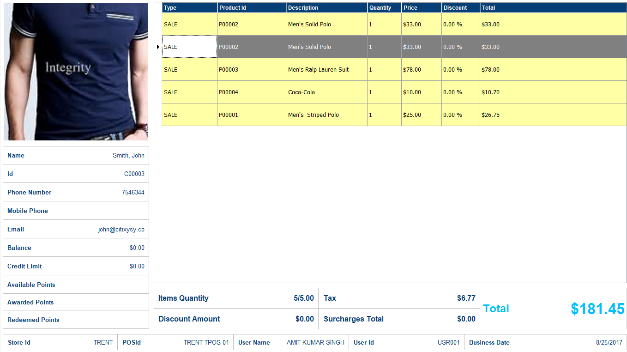 Integrity
Type Product Id Description Quantity Price Discount Total
SALE P00002 Men's Solid Polo 1 $33.00 0.00 % $33.00
SALE P00002 Men's Solid Polo 1 $33.00 0.00 % $33.00
SALE P00003 Men's Ralp Lauren Suit 1 $78.00 0.00 % $78.00
SALE P00004 Coca-Cola 1 $10.00 0.00 % $10.70
SALE P00001 Men's Striped Polo 1 $25.00 0.00 % $26.75
Name Smith, John
Id C00003
Phone Number 7546344
Mobile Phone
Email
Balance $0.00
Credit Limit $0.00
Available Points
Awarded Points
Redeemed Points
Items Quantity 5/5.00 Tax $6.77
Discount Amount $0.00 Surcharges Total $0.00
Total $181.45
Store Id TRENT POSId TRENT TPOS 01 User Name AMIT KUMAR SINGH User Id USR001 Business Date 8/25/2017